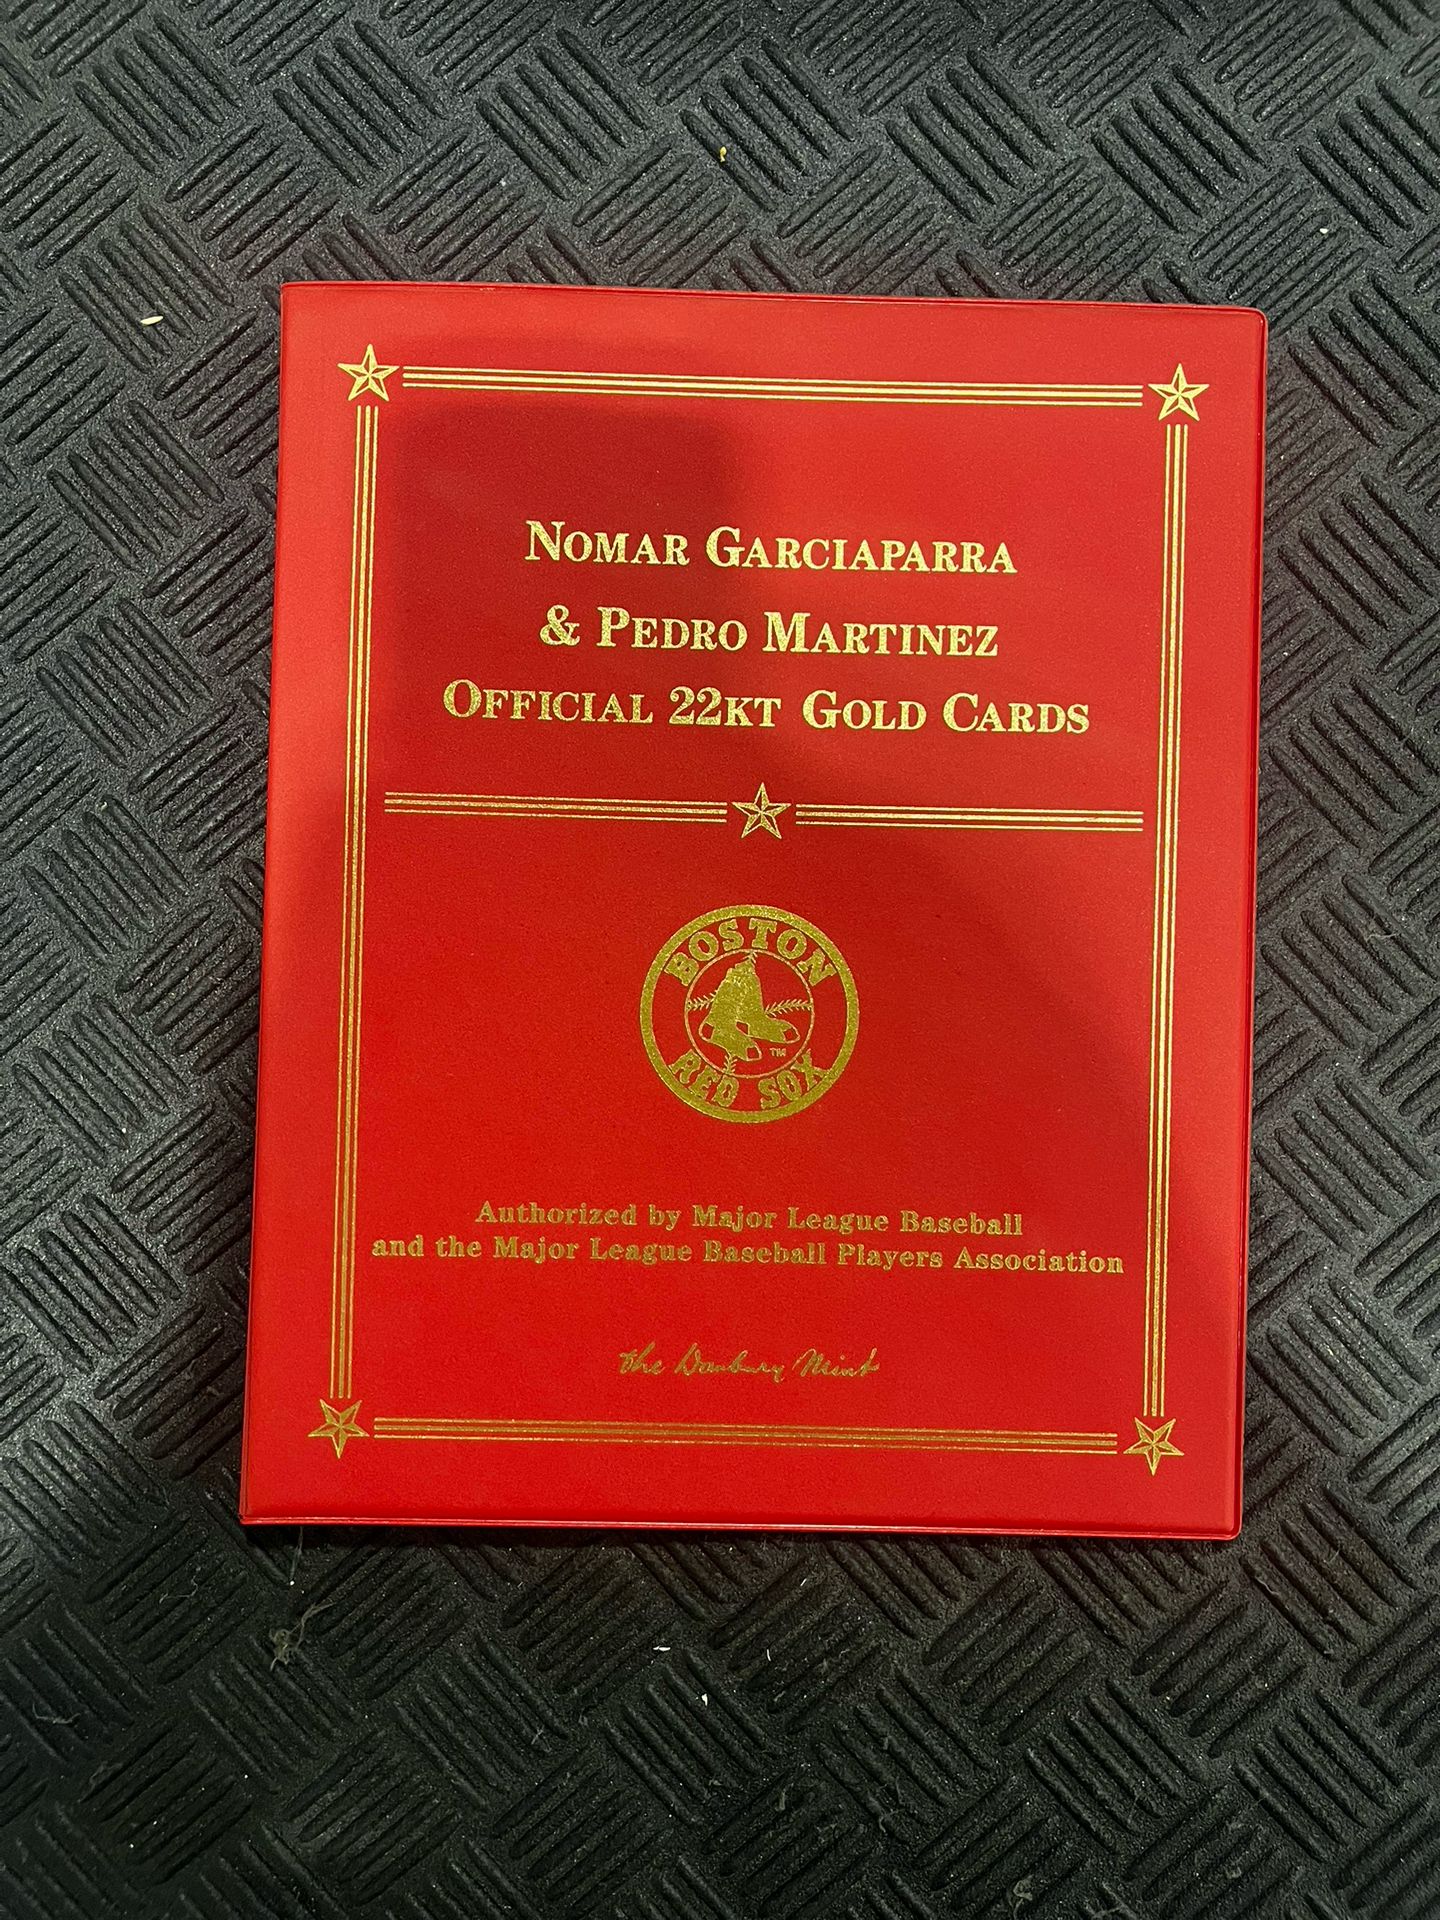 NOMAR GARCIAPARRA
& PEDRO MARTINEZ
OFFICIAL 22KT GOLD CARDS
BOSTON
RED SOX
TM
Authorized by Major League Baseball
and the Major League Baseball Players Association
the Danbury Mint